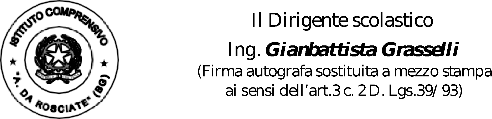 ISTITUTO COMPRENSIVO
"A. DA ROSCIATE" (BG)
Il Dirigente scolastico
Ing. Gianbattista Grasselli
(Firma autografa sostituita a mezzo stampa
ai sensi dell'art.3 c. 2 D. Lgs.39/93)